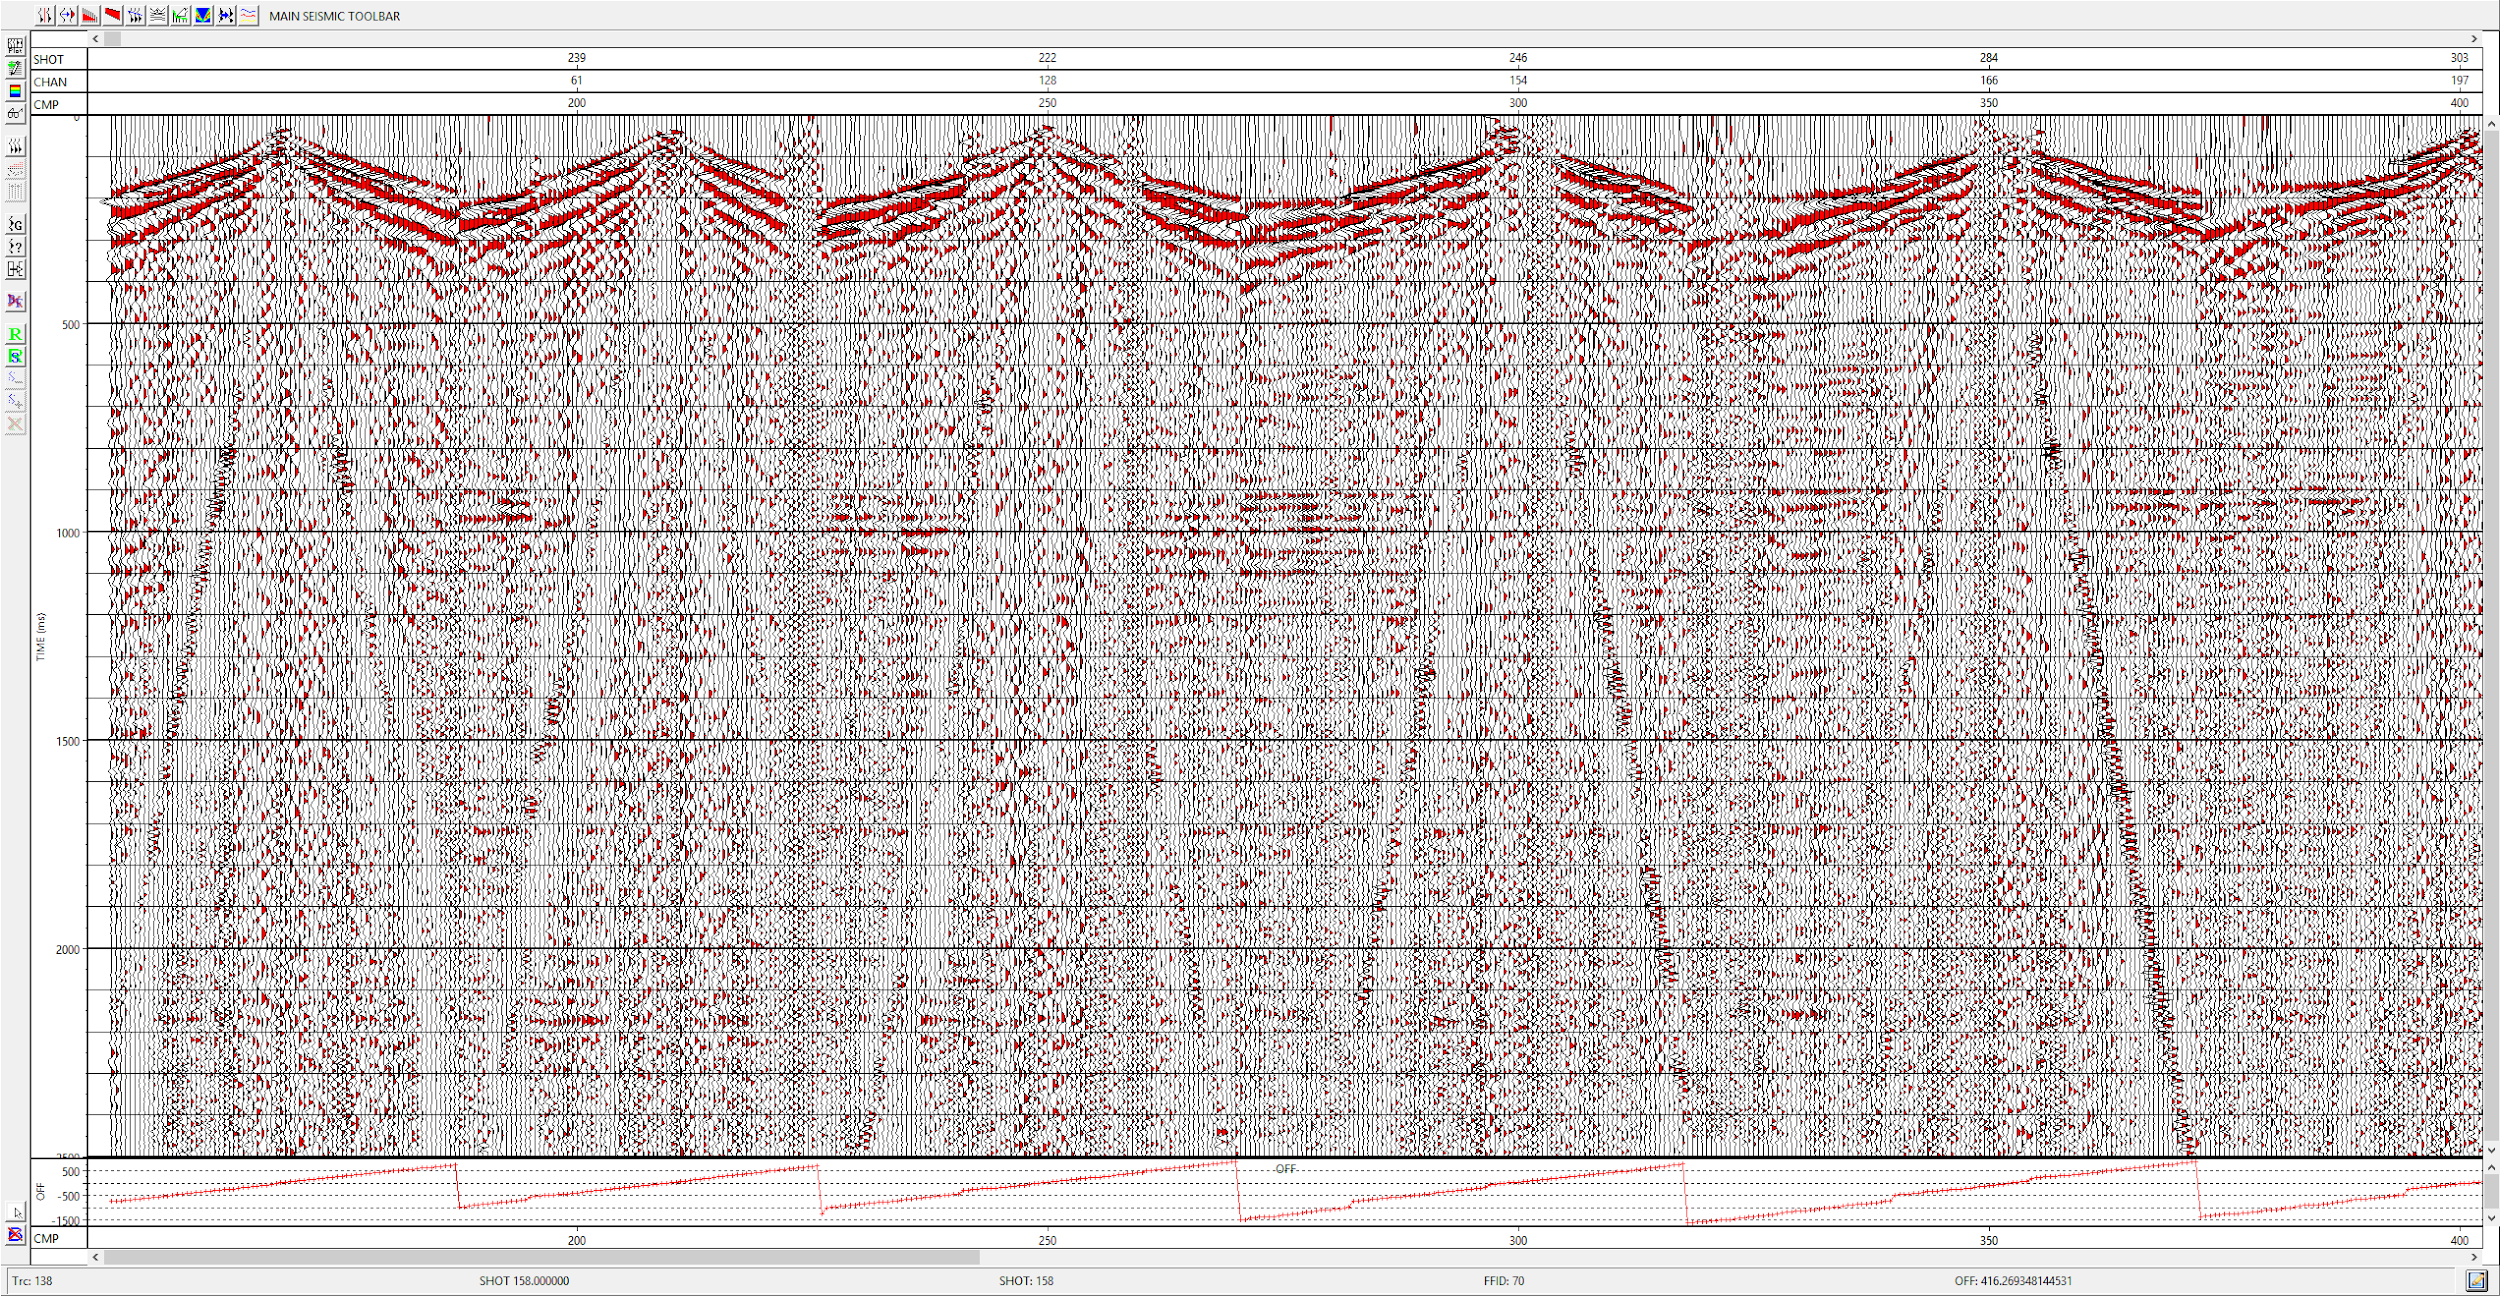 MAIN SEISMIC TOOLBAR
SHOT 239 222 246 284 303
CHAN 61 128 154 166 197
CMP 200 250 300 350 400
0
500
1000
TIME (ms)
1500
2000
2500
OFF
500
-500
-1500
OFF
CMP 200 250 300 350 400
Trc: 138 SHOT 158.000000 SHOT: 158 FFID: 70 OFF: 416.269348144531